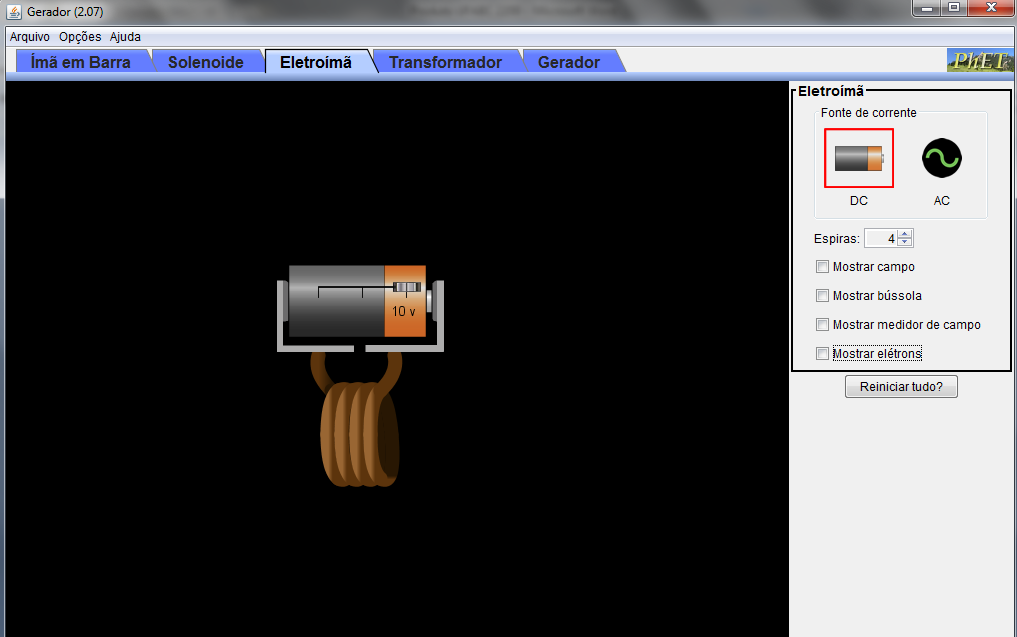 Gerador (2.07)
Arquivo Opções Ajuda
Ímã em Barra Solenoide Eletroímã Transformador Gerador
PhET
Eletroímã
Fonte de corrente
DC AC
Espiras: 4
Mostrar campo
Mostrar bússola
Mostrar medidor de campo
Mostrar elétrons
Reiniciar tudo?
10 v